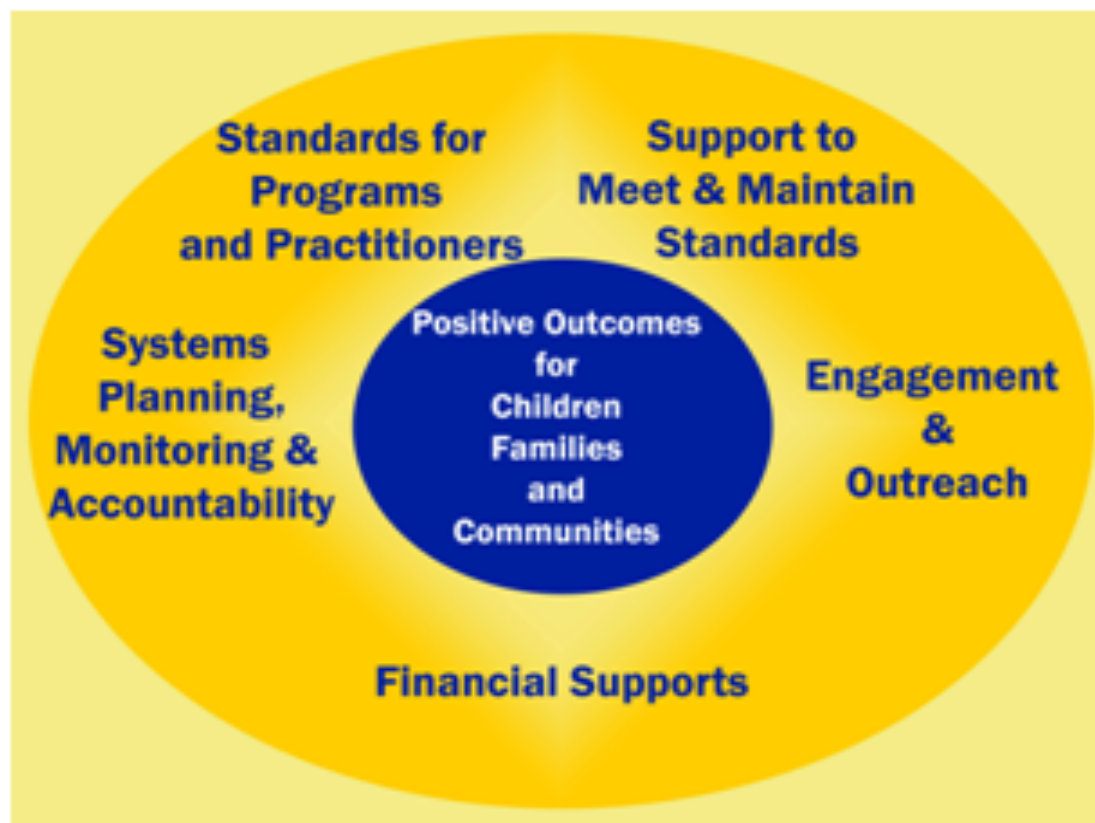 Standards for
Programs
and Practitioners
Support to
Meet & Maintain
Standards
Systems
Planning,
Monitoring &
Accountability
Positive Outcomes
for
Children
Families
and
Communities
Engagement
&
Outreach
Financial Supports